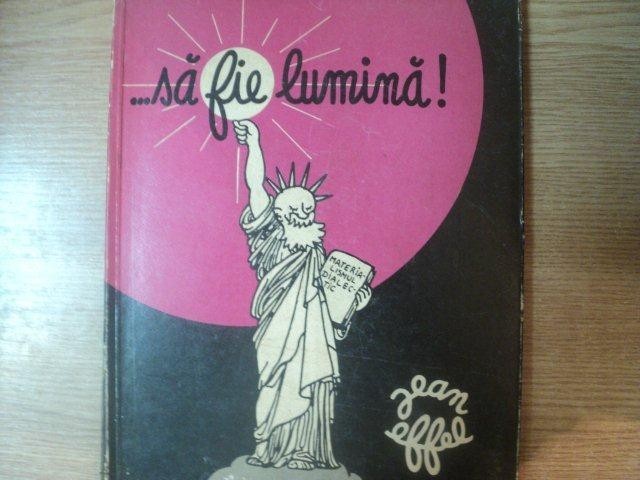 ...să fie lumină!
MATERIA-
LISMUL
DIALEC-
TIC
jean
effel